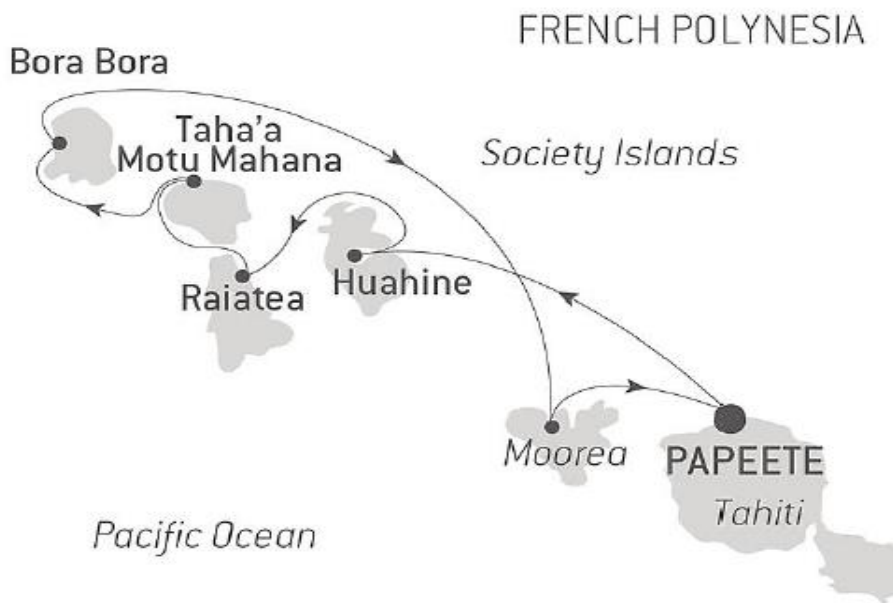 FRENCH POLYNESIA
Bora Bora
Taha'a
Motu Mahana
Society Islands
Huahine
Raiatea
Moorea
PAPEETE
Tahiti
Pacific Ocean